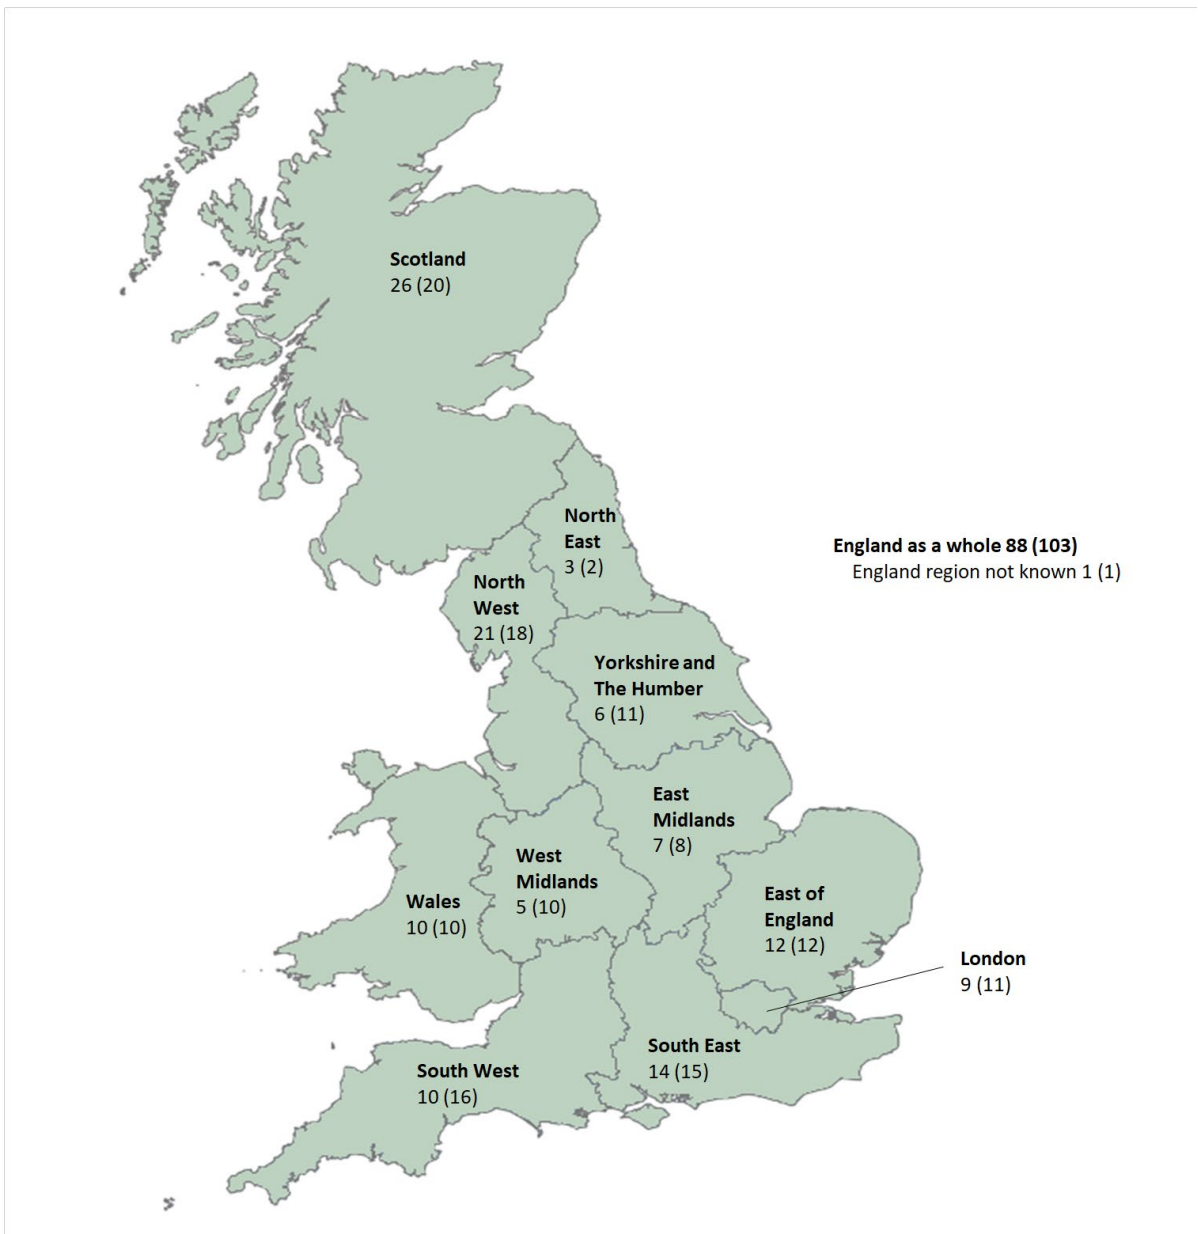 Scotland
26 (20)
North
East
3 (2)
England as a whole 88 (103)
England region not known 1 (1)
North
West
21 (18)
Yorkshire and
The Humber
6 (11)
East
Midlands
7 (8)
West
Midlands
5 (10)
Wales
10 (10)
East of
England
12 (12)
London
9 (11)
South East
14 (15)
South West
10 (16)